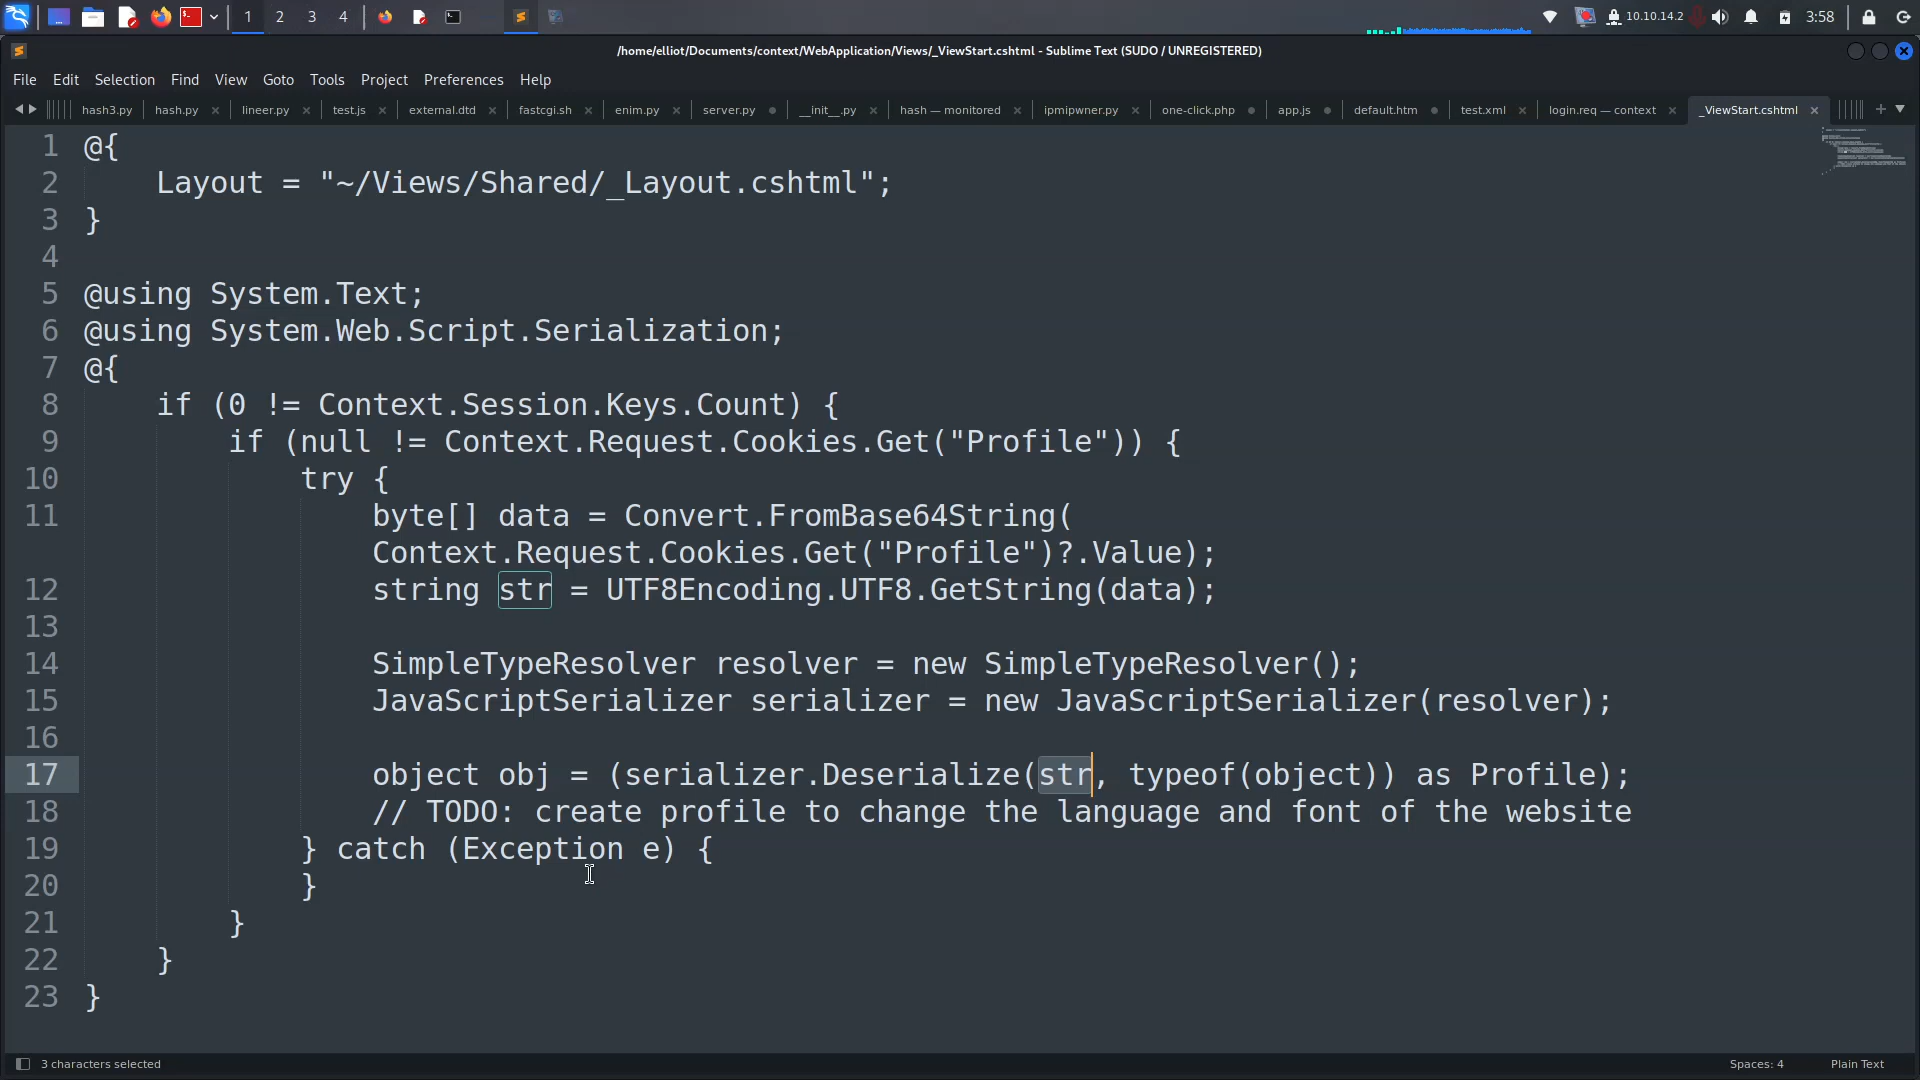 1 2 3 4 10.10.14.2 3:58
/home/elliot/Documents/context/WebApplication/Views/_ViewStart.cshtml - Sublime Text (SUDO / UNREGISTERED)
File Edit Selection Find View Goto Tools Project Preferences Help
hash3.py hash.py lineer.py test.js external.dtd fastcgi.sh enim.py server.py __init__.py hash — monitored ipmipwner.py one-click.php app.js default.htm test.xml login.req — context _ViewStart.cshtml
1 @{
2 Layout = "~/Views/Shared/_Layout.cshtml";
3 }
4
5 @using System.Text;
6 @using System.Web.Script.Serialization;
7 @{
8 if (0 != Context.Session.Keys.Count) {
9 if (null != Context.Request.Cookies.Get("Profile")) {
10 try {
11 byte[] data = Convert.FromBase64String(
Context.Request.Cookies.Get("Profile")?.Value);
12 string str = UTF8Encoding.UTF8.GetString(data);
13
14 SimpleTypeResolver resolver = new SimpleTypeResolver();
15 JavaScriptSerializer serializer = new JavaScriptSerializer(resolver);
16
17 object obj = (serializer.Deserialize(str, typeof(object)) as Profile);
18 // TODO: create profile to change the language and font of the website
19 } catch (Exception e) {
20 }
21 }
22 }
23 }
3 characters selected Spaces: 4 Plain Text